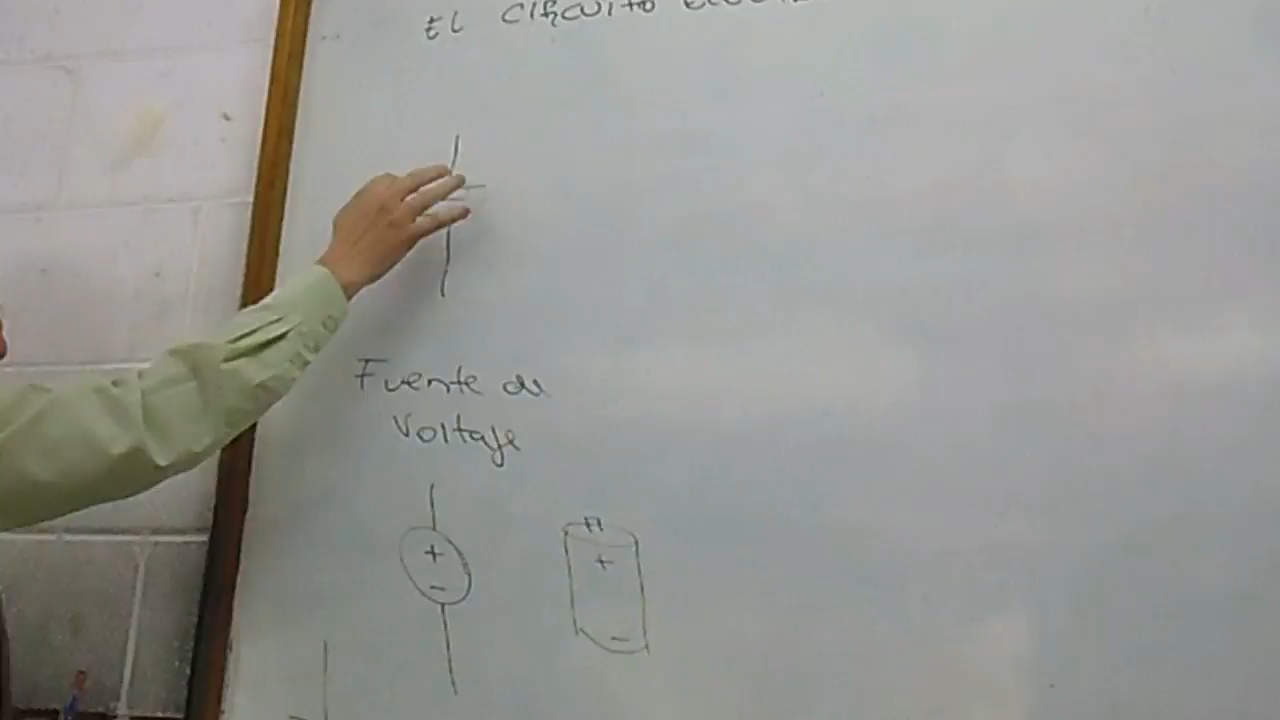 El circuito
Fuente de
Voltaje
+
-
+
-